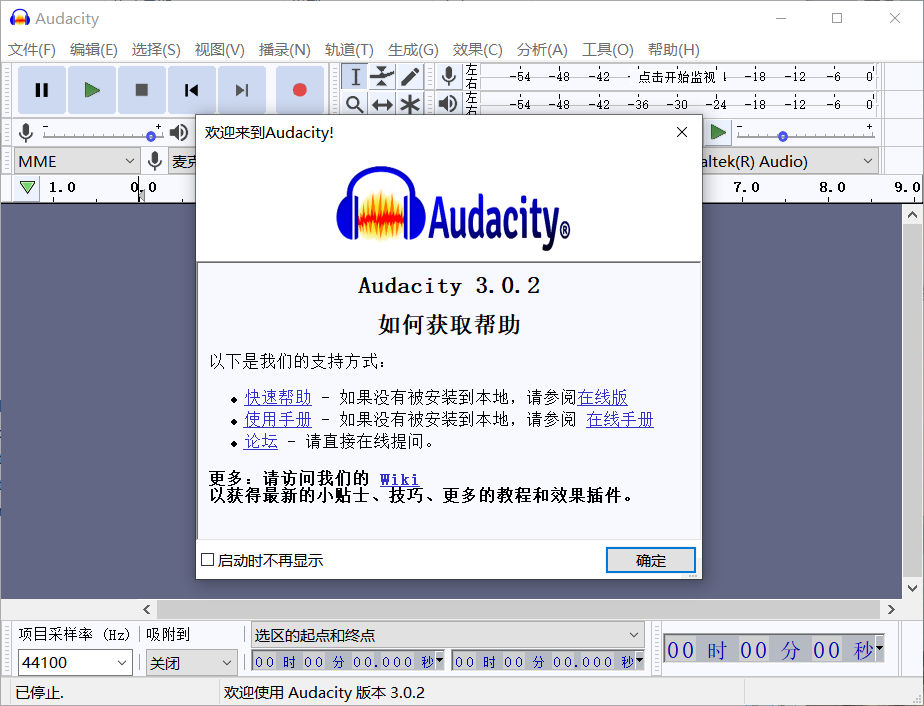 Audacity
文件(F) 编辑(E) 选择(S) 视图(V) 播录(N) 轨道(T) 生成(G) 效果(C) 分析(A) 工具(O) 帮助(H)
左 -54 -48 -42 点击开始监视 -18 -12 -6 0
右
左 -54 -48 -42 -36 -30 -24 -18 -12 -6 0
右
- + - +
MME 麦克 altek(R) Audio)
1.0 0.0 7.0 8.0 9.0
欢迎来到Audacity!
Audacity®
Audacity 3.0.2
如何获取帮助
以下是我们的支持方式：
快速帮助 - 如果没有被安装到本地，请参阅在线版
使用手册 - 如果没有被安装到本地，请参阅 在线手册
论坛 - 请直接在线提问。
更多：请访问我们的 Wiki
以获得最新的小贴士、技巧、更多的教程和效果插件。
启动时不再显示
确定
项目采样率 (Hz) 吸附到 选区的起点和终点
44100 关闭 00 时 00 分 00.000 秒 00 时 00 分 00.000 秒
00 时 00 分 00 秒
已停止. 欢迎使用 Audacity 版本 3.0.2